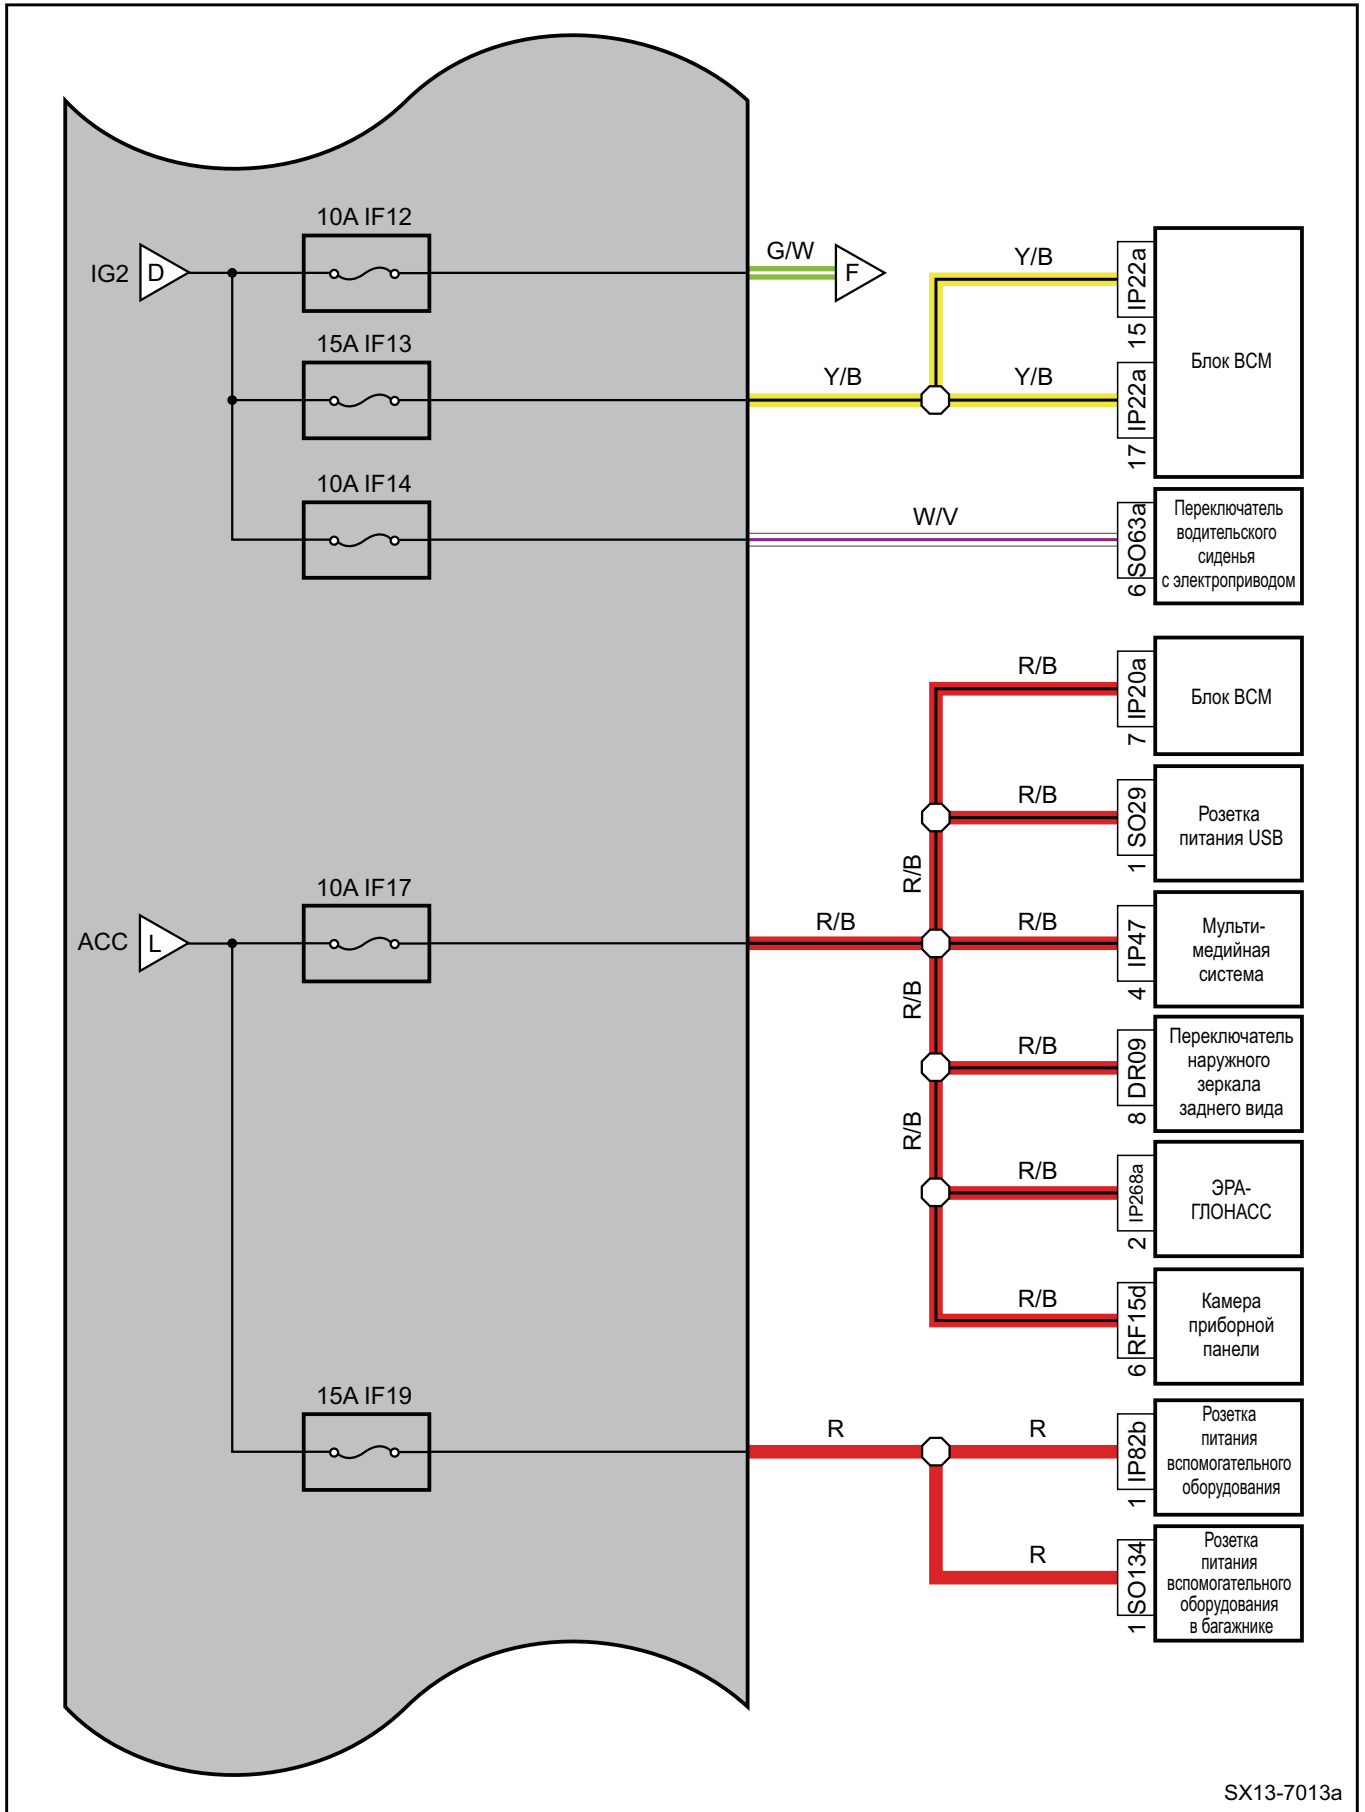 10A IF12
IG2
D
G/W
F
Y/B
15 IP22a
Блок BCM
15A IF13
Y/B
Y/B
17 IP22a
10A IF14
W/V
6 SO63a
Переключатель
водительского
сиденья
с электроприводом
R/B
7 IP20a
Блок BCM
R/B
1 SO29
Розетка
питания USB
R/B
10A IF17
ACC
L
R/B
R/B
4 IP47
Мульти-
медийная
система
R/B
R/B
8 DR09
Переключатель
наружного
зеркала
заднего вида
R/B
R/B
2 IP268a
ЭРА-
ГЛОНАСС
R/B
6 RF15d
Камера
приборной
панели
15A IF19
R
R
1 IP82b
Розетка
питания
вспомогательного
оборудования
R
1 SO134
Розетка
питания
вспомогательного
оборудования
в багажнике
SX13-7013a